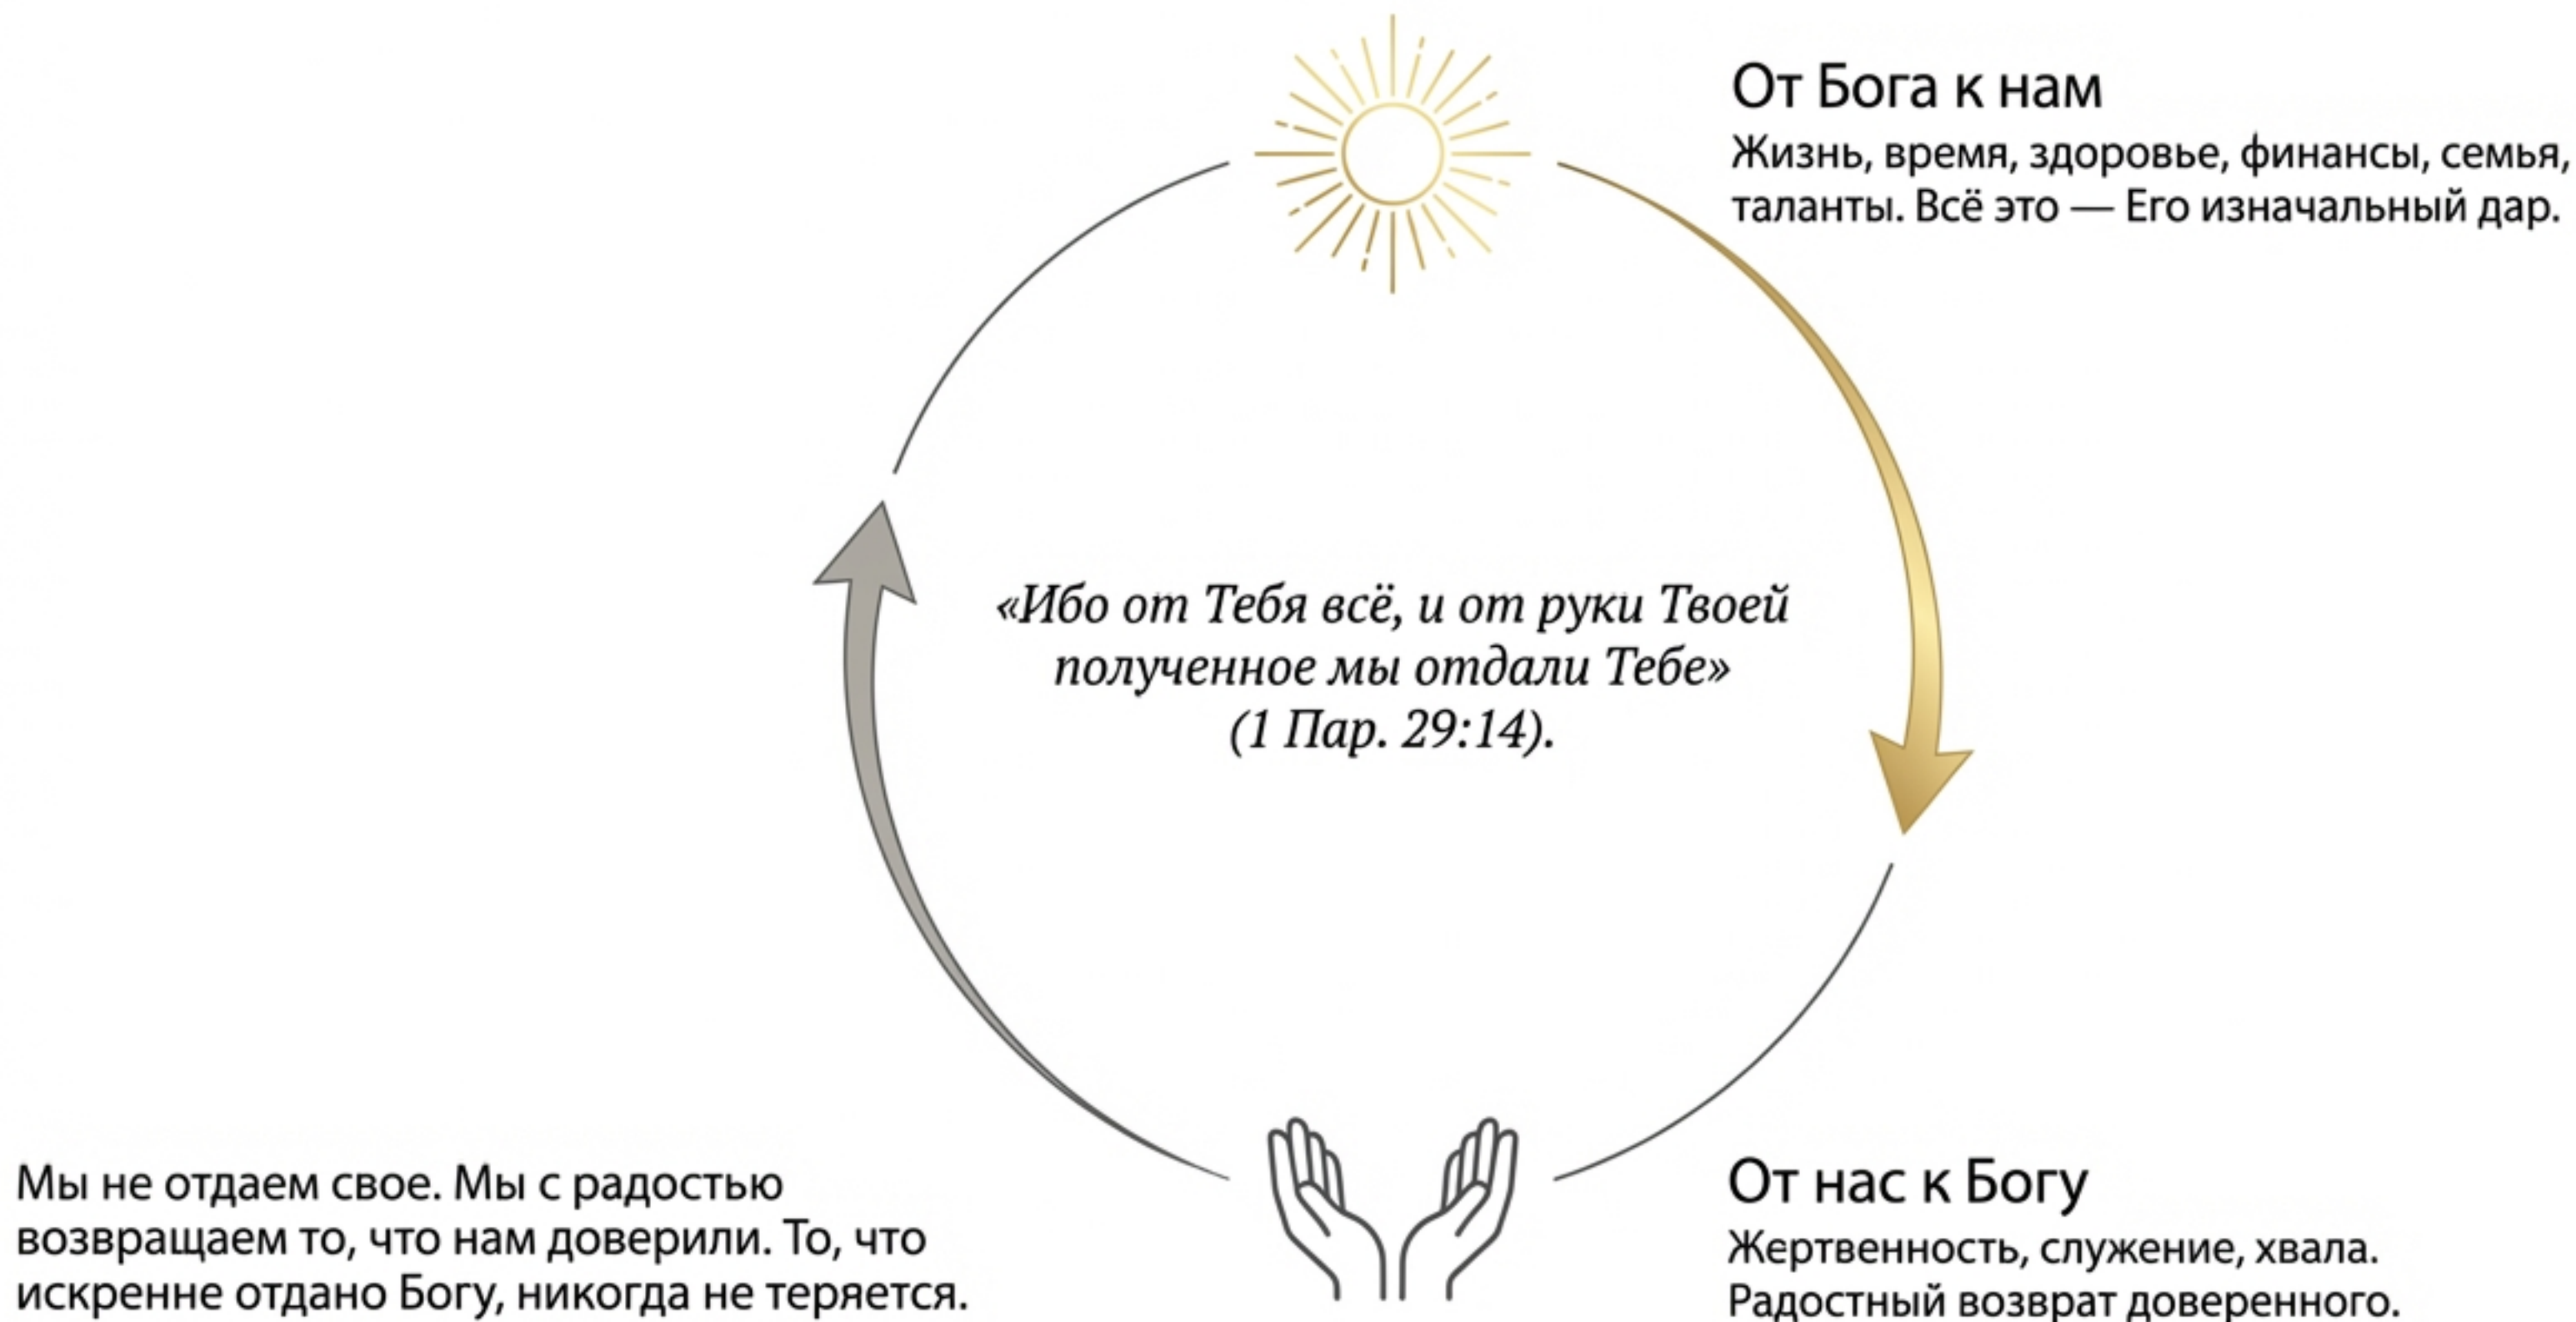 От Бога к нам
Жизнь, время, здоровье, финансы, семья,
таланты. Всё это — Его изначальный дар.
«Ибо от Тебя всё, и от руки Твоей
полученное мы отдали Тебе»
(1 Пар. 29:14).
Мы не отдаем свое. Мы с радостью
возвращаем то, что нам доверили. То, что
искренне отдано Богу, никогда не теряется.
От нас к Богу
Жертвенность, служение, хвала.
Радостный возврат доверенного.